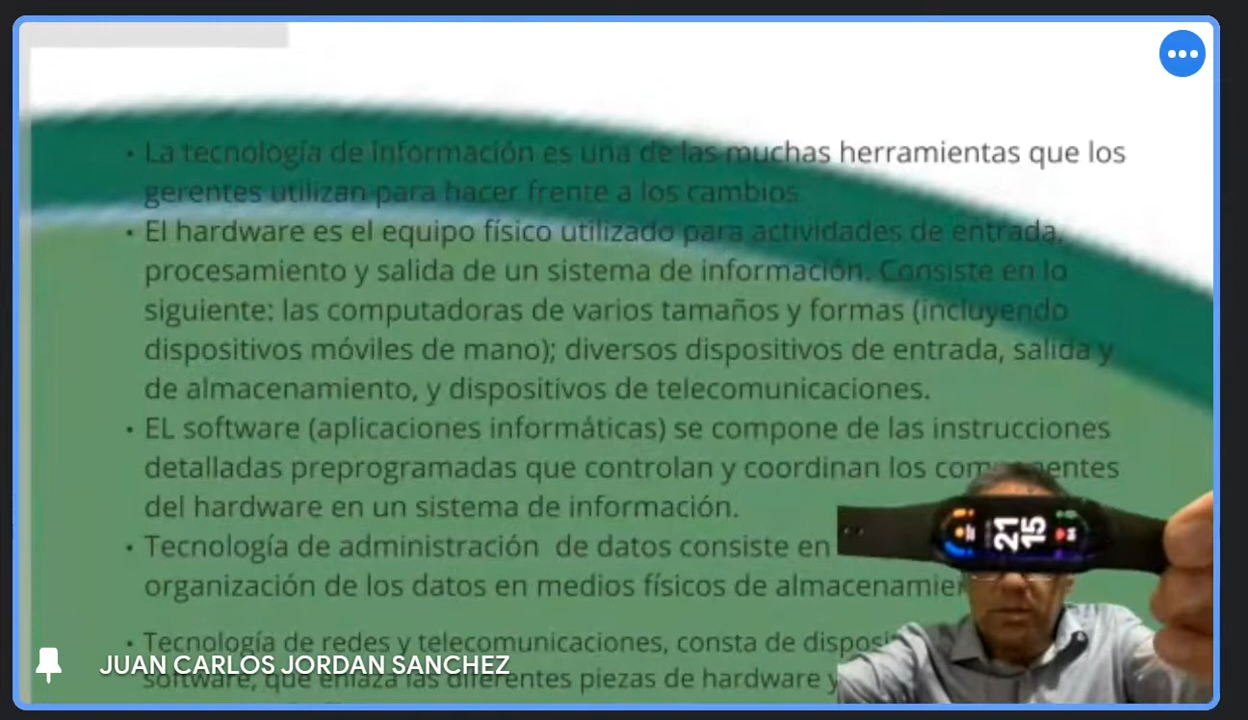 • La tecnología de información es una de las muchas herramientas que los
gerentes utilizan para hacer frente a los cambios
• El hardware es el equipo físico utilizado para actividades de entrada,
procesamiento y salida de un sistema de información. Consiste en lo
siguiente: las computadoras de varios tamaños y formas (incluyendo
dispositivos móviles de mano); diversos dispositivos de entrada, salida y
de almacenamiento, y dispositivos de telecomunicaciones.
• EL software (aplicaciones informáticas) se compone de las instrucciones
detalladas preprogramadas que controlan y coordinan los
del hardware en un sistema de información.
• Tecnología de administración de datos consiste en
organización de los datos en medios físicos de
• Tecnología de redes y telecomunicaciones, consta de
software, que enlaza las diferentes piezas de hardware y
JUAN CARLOS JORDAN SANCHEZ
21
15